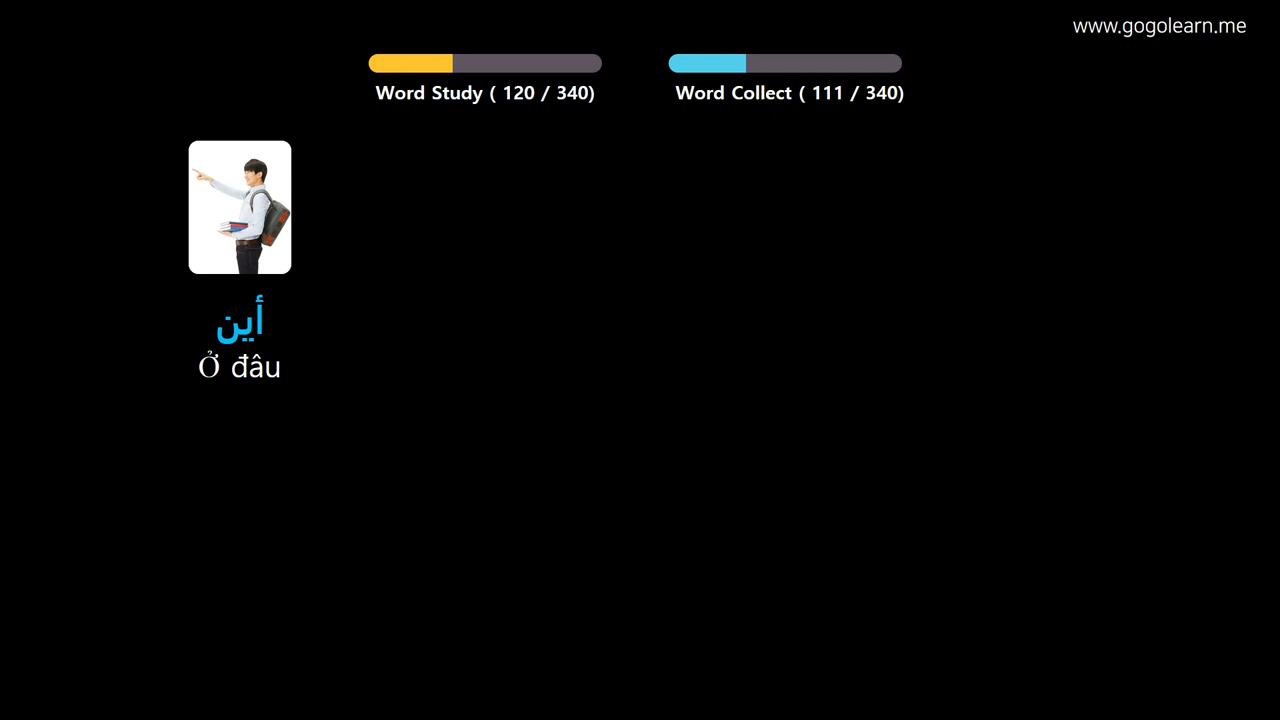 www.gogolearn.me
Word Study ( 120 / 340)
Word Collect ( 111 / 340)
أين
Ở đâu